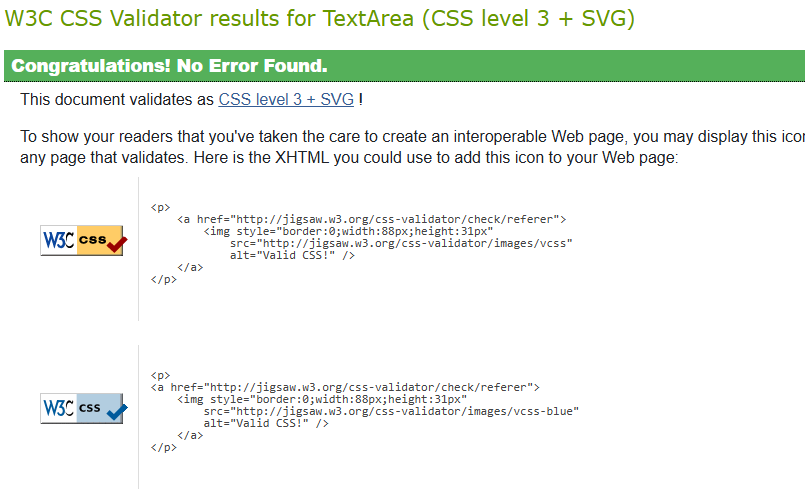 W3C CSS Validator results for TextArea (CSS level 3 + SVG)
Congratulations! No Error Found.
This document validates as CSS level 3 + SVG !
To show your readers that you've taken the care to create an interoperable Web page, you may display this
any page that validates. Here is the XHTML you could use to add this icon to your Web page:
W3C css
<p>
    <a href="http://jigsaw.w3.org/css-validator/check/referer">
        <img style="border:0;width:88px;height:31px"
            src="http://jigsaw.w3.org/css-validator/images/vcss"
            alt="Valid CSS!" />
    </a>
</p>
W3C css
<p>
<a href="http://jigsaw.w3.org/css-validator/check/referer">
    <img style="border:0;width:88px;height:31px"
        src="http://jigsaw.w3.org/css-validator/images/vcss-blue"
        alt="Valid CSS!" />
    </a>
</p>